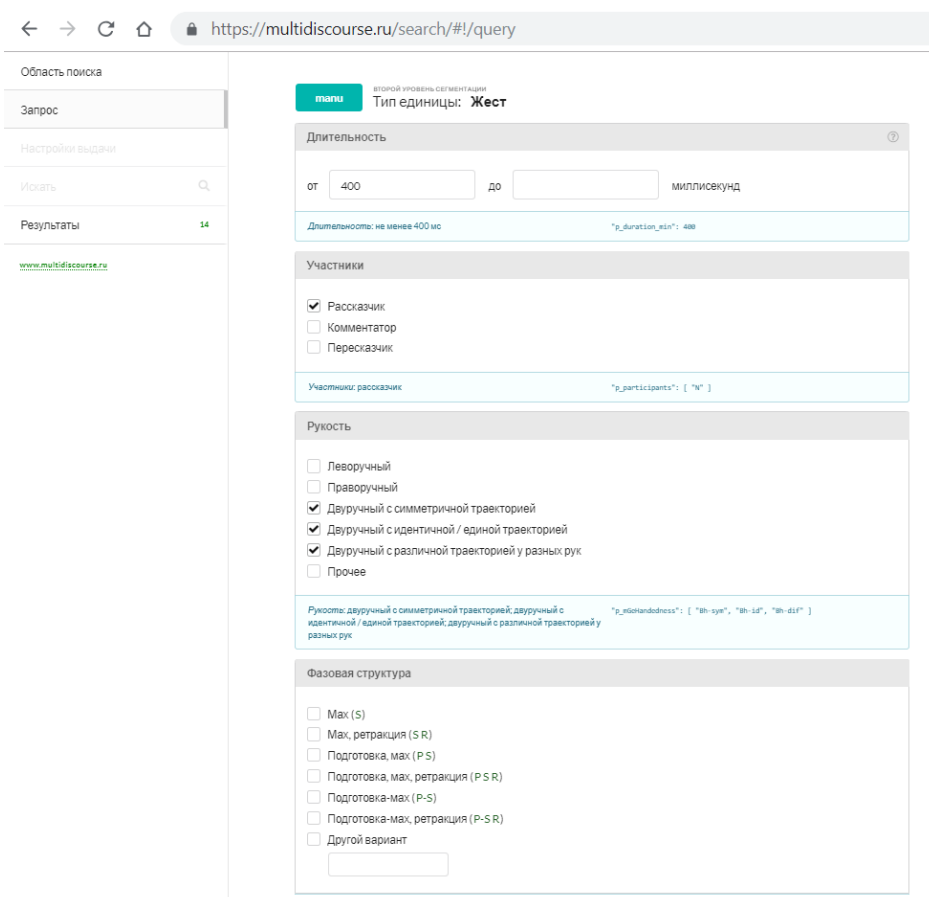 https://multidiscourse.ru/search/#!/query
Область поиска
Запрос
Настройки выдачи
Искать
Результаты 14
www.multidiscourse.ru
manu
ВТОРОЙ УРОВЕНЬ СЕГМЕНТАЦИИ
Тип единицы: Жест
Длительность
от 400 до миллисекунд
Длительность: не менее 400 мс "p_duration_min": 400
Участники
Рассказчик
Комментатор
Пересказчик
Участники: рассказчик "p_participants": [ "N" ]
Рукость
Леворучный
Праворучный
Двуручный с симметричной траекторией
Двуручный с идентичной / единой траекторией
Двуручный с различной траекторией у разных рук
Прочее
Рукость: двуручный с симметричной траекторией; двуручный с "p_mGeHandedness": [ "Bh-sym", "Bh-id", "Bh-dif" ]
идентичной / единой траекторией; двуручный с различной траекторией у
разных рук
Фазовая структура
Мах (S)
Мах, ретракция (S R)
Подготовка, мах (P S)
Подготовка, мах, ретракция (P S R)
Подготовка-мах (P-S)
Подготовка-мах, ретракция (P-S R)
Другой вариант